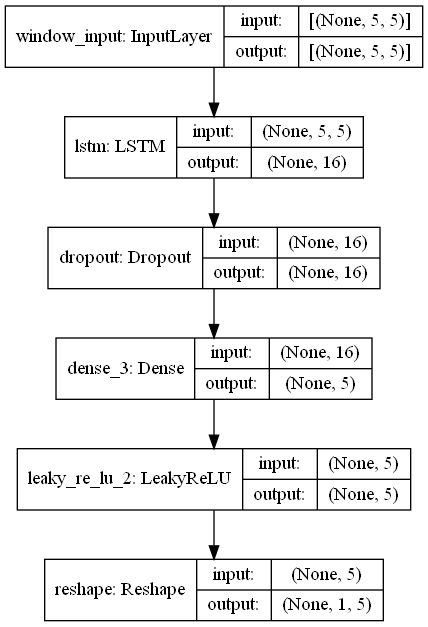 window_input: InputLayer
input:
[(None, 5, 5)]
output:
[(None, 5, 5)]
lstm: LSTM
input:
(None, 5, 5)
output:
(None, 16)
dropout: Dropout
input:
(None, 16)
output:
(None, 16)
dense_3: Dense
input:
(None, 16)
output:
(None, 5)
leaky_re_lu_2: LeakyReLU
input:
(None, 5)
output:
(None, 5)
reshape: Reshape
input:
(None, 5)
output:
(None, 1, 5)